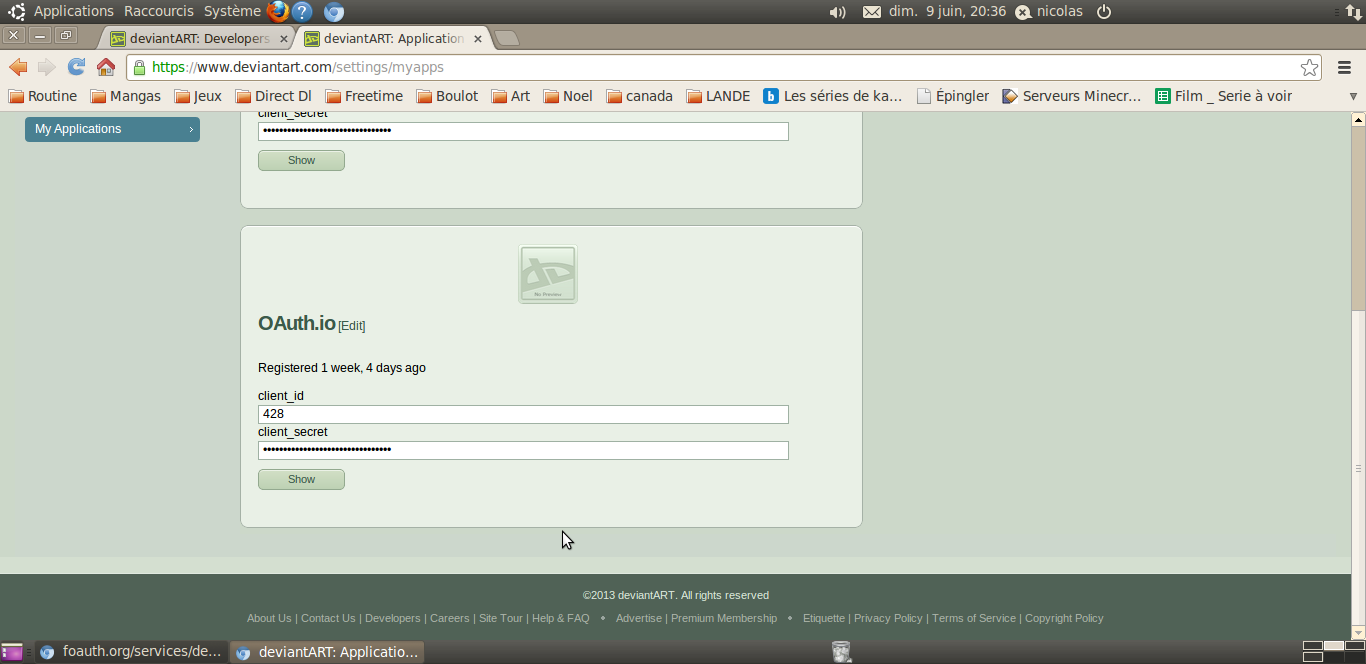 Applications Raccourcis Système ? dim. 9 juin, 20:36 nicolas
deviantART: Developers deviantART: Application
https://www.deviantart.com/settings/myapps
Routine Mangas Jeux Direct Dl Freetime Boulot Art Noel canada LANDE b Les séries de ka... Épingler Serveurs Minecr... Film _ Serie à voir
My Applications ›
client_secret
••••••••••••••••••••••••••••••••
Show
No Preview
OAuth.io [Edit]
Registered 1 week, 4 days ago
client_id
428
client_secret
••••••••••••••••••••••••••••••••
Show
©2013 deviantART. All rights reserved
About Us | Contact Us | Developers | Careers | Site Tour | Help & FAQ • Advertise | Premium Membership • Etiquette | Privacy Policy | Terms of Service | Copyright Policy
foauth.org/services/de... deviantART: Applicatio...